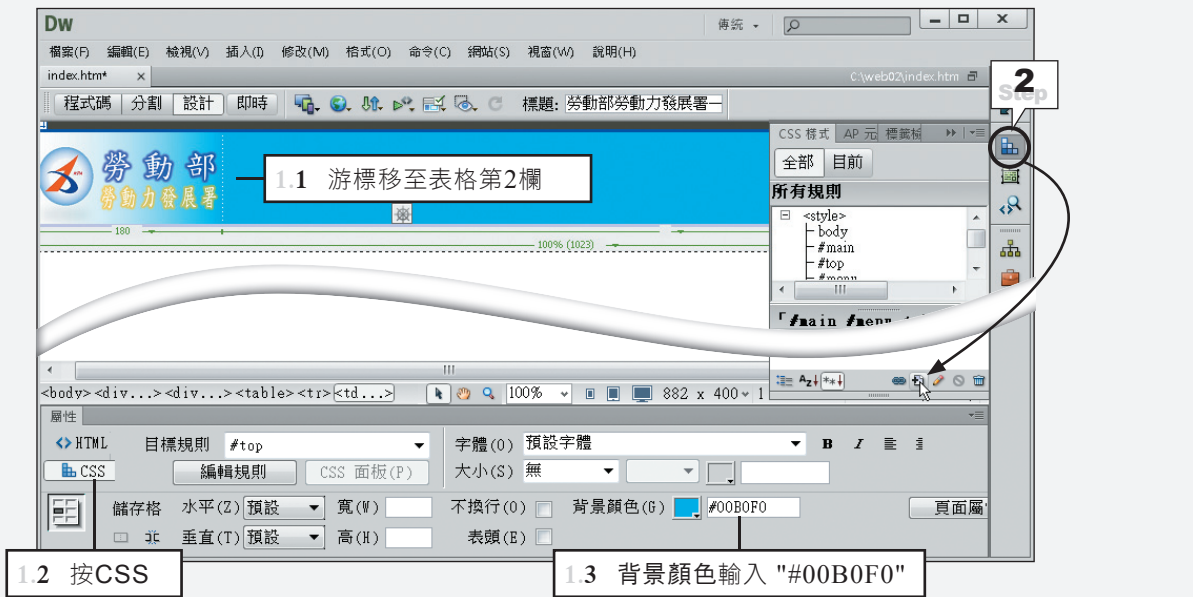 Dw 傳統
檔案(F) 編輯(E) 檢視(V) 插入(I) 修改(M) 格式(O) 命令(C) 網站(S) 視窗(W) 說明(H)
index.htm* × C:\web02\index.htm
程式碼 分割 設計 即時 標題: 勞動部勞動力發展署一
Step 2
CSS 樣式 AP 元 標籤檢
全部 目前
所有規則
<style>
body
#main
#top
#menu
「#main #menu
勞動部
勞動力發展署
1.1 游標移至表格第2欄
180
100% (1023)
<body><div...><div...><table><tr><td...> 100% 882 x 400 1
屬性
<> HTML 目標規則 #top 字體(O) 預設字體 B I
CSS 編輯規則 CSS 面板(P) 大小(S) 無
儲存格 水平(Z) 預設 寬(W) 不換行(O) 背景顏色(G) #00B0F0 頁面屬
垂直(T) 預設 高(H) 表頭(E)
1.2 按CSS
1.3 背景顏色輸入 "#00B0F0"